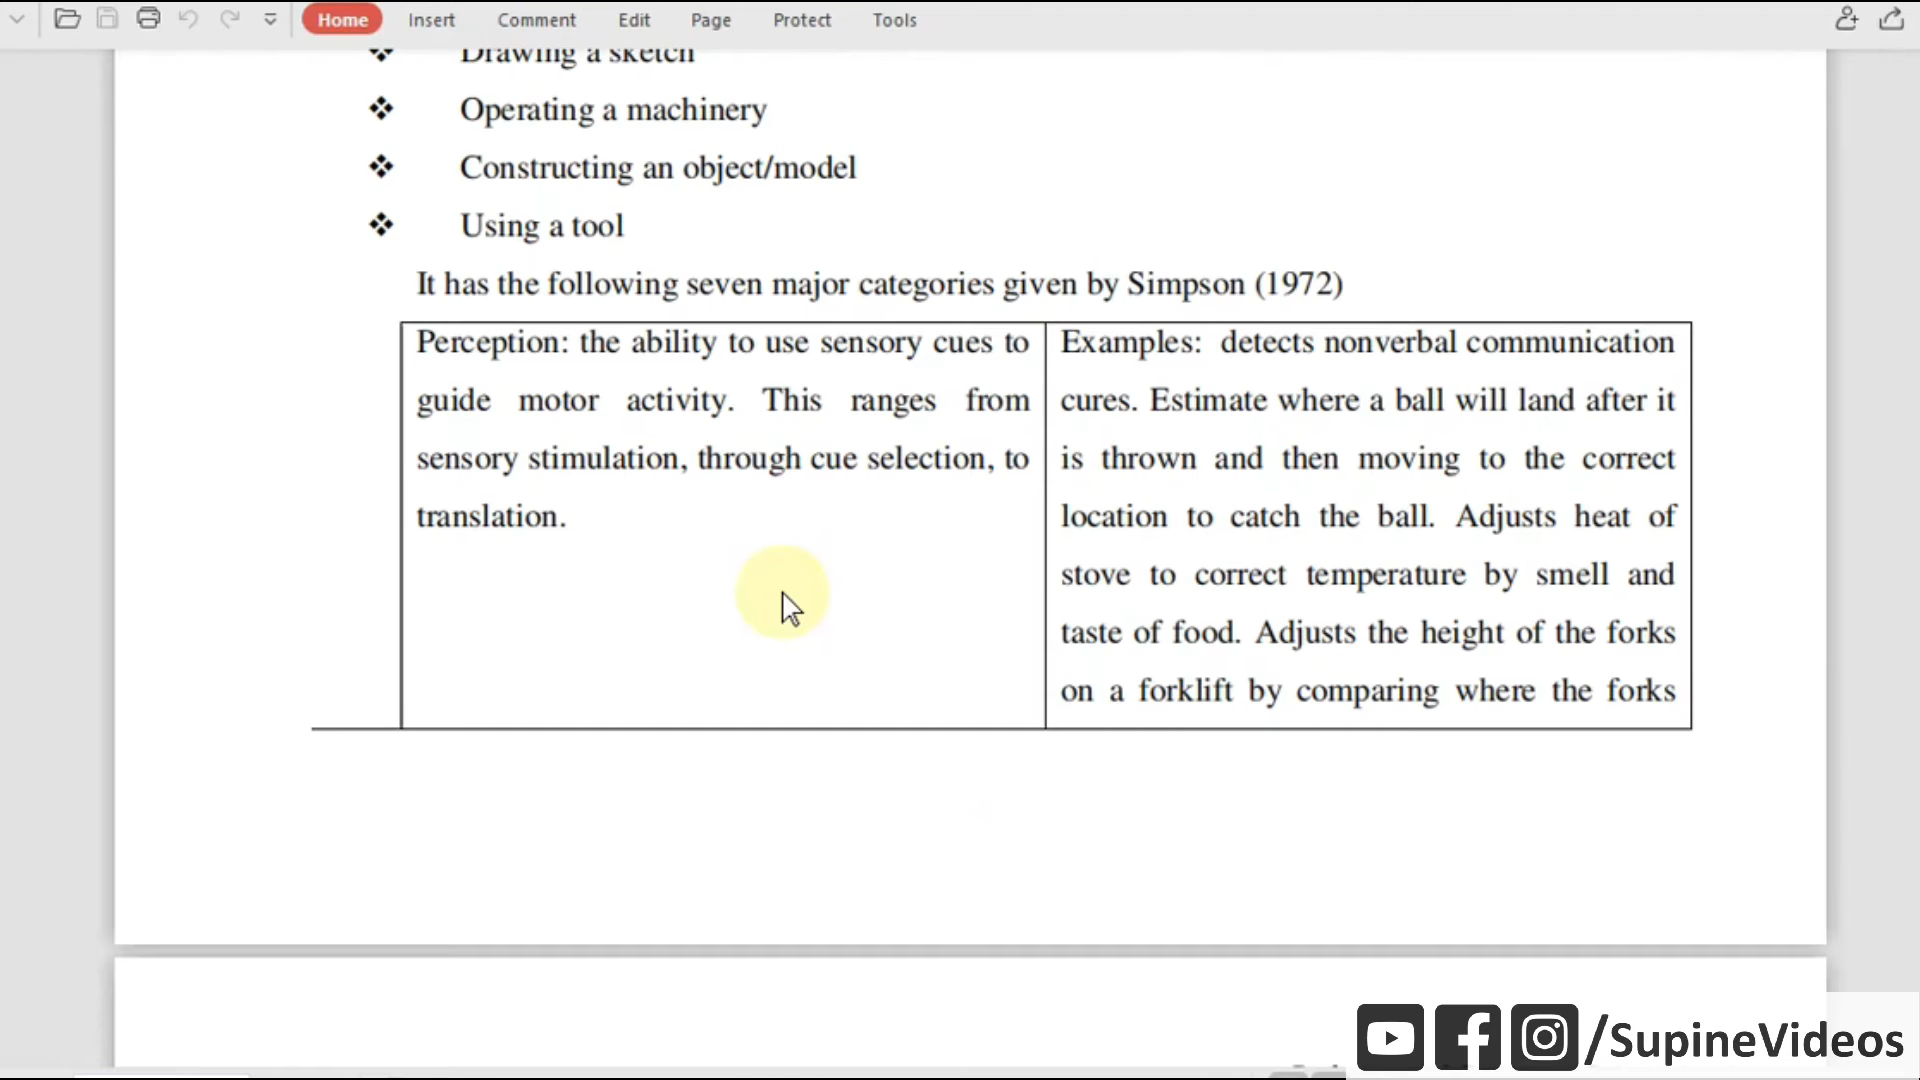 Home Insert Comment Edit Page Protect Tools
Drawing a sketch
Operating a machinery
Constructing an object/model
Using a tool
It has the following seven major categories given by Simpson (1972)
Perception: the ability to use sensory cues to
guide motor activity. This ranges from
sensory stimulation, through cue selection, to
translation.
Examples: detects nonverbal communication
cures. Estimate where a ball will land after it
is thrown and then moving to the correct
location to catch the ball. Adjusts heat of
stove to correct temperature by smell and
taste of food. Adjusts the height of the forks
on a forklift by comparing where the forks
/SupineVideos